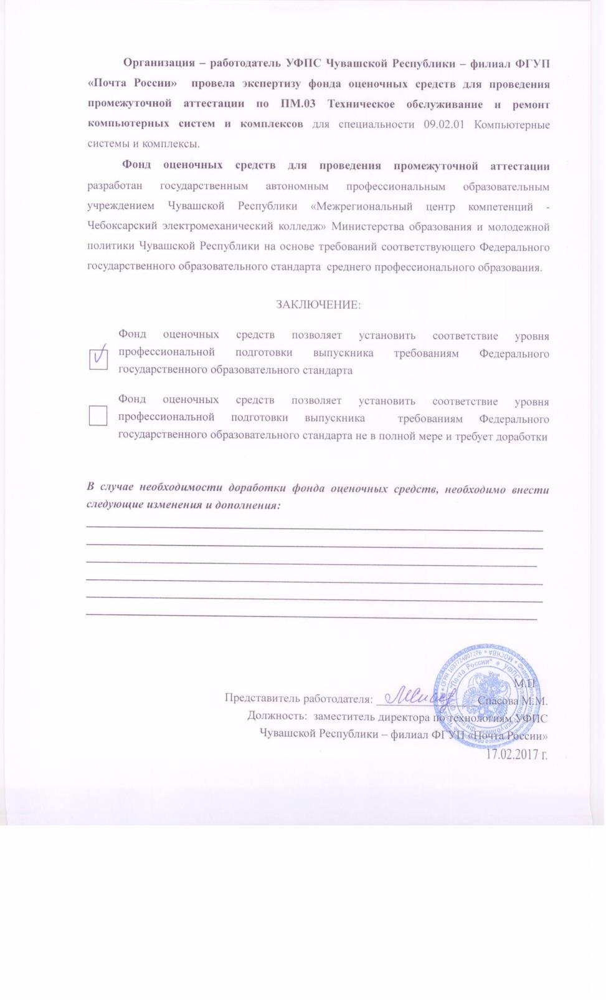 Организация – работодатель УФПС Чувашской Республики – филиал ФГУП
«Почта России» провела экспертизу фонда оценочных средств для проведения
промежуточной аттестации по ПМ.03 Техническое обслуживание и ремонт
компьютерных систем и комплексов для специальности 09.02.01 Компьютерные
системы и комплексы.
Фонд оценочных средств для проведения промежуточной аттестации
разработан государственным автономным профессиональным образовательным
учреждением Чувашской Республики «Межрегиональный центр компетенций -
Чебоксарский электромеханический колледж» Министерства образования и молодежной
политики Чувашской Республики на основе требований соответствующего Федерального
государственного образовательного стандарта среднего профессионального образования.
ЗАКЛЮЧЕНИЕ:
Фонд оценочных средств позволяет установить соответствие уровня
профессиональной подготовки выпускника требованиям Федерального
государственного образовательного стандарта
Фонд оценочных средств позволяет установить соответствие уровня
профессиональной подготовки выпускника требованиям Федерального
государственного образовательного стандарта не в полной мере и требует доработки
В случае необходимости доработки фонда оценочных средств, необходимо внести
следующие изменения и дополнения:
М.П
Представитель работодателя: Спасова М.М.
Должность: заместитель директора по технологиям УФПС
Чувашской Республики – филиал ФГУП «Почта России»
17.02.2017 г.
ОГРН 1037724007276 * МОСКВА *
"Почта России" * УФПС